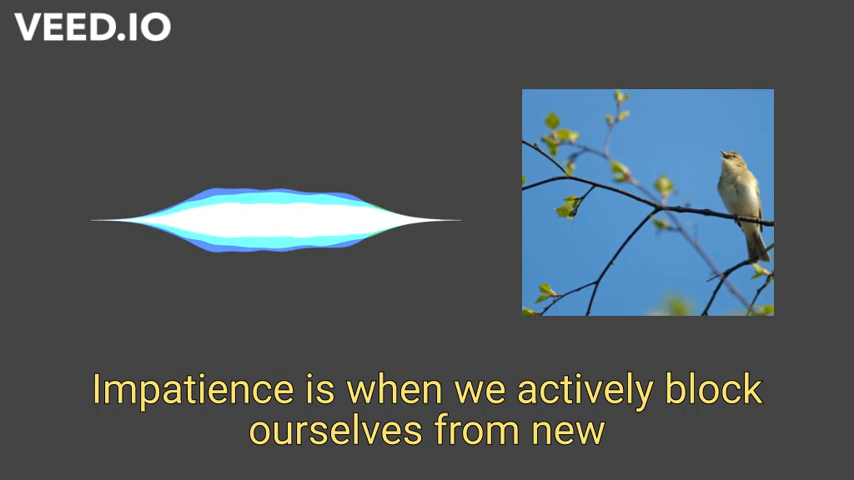 VEED.IO
Impatience is when we actively block
ourselves from new